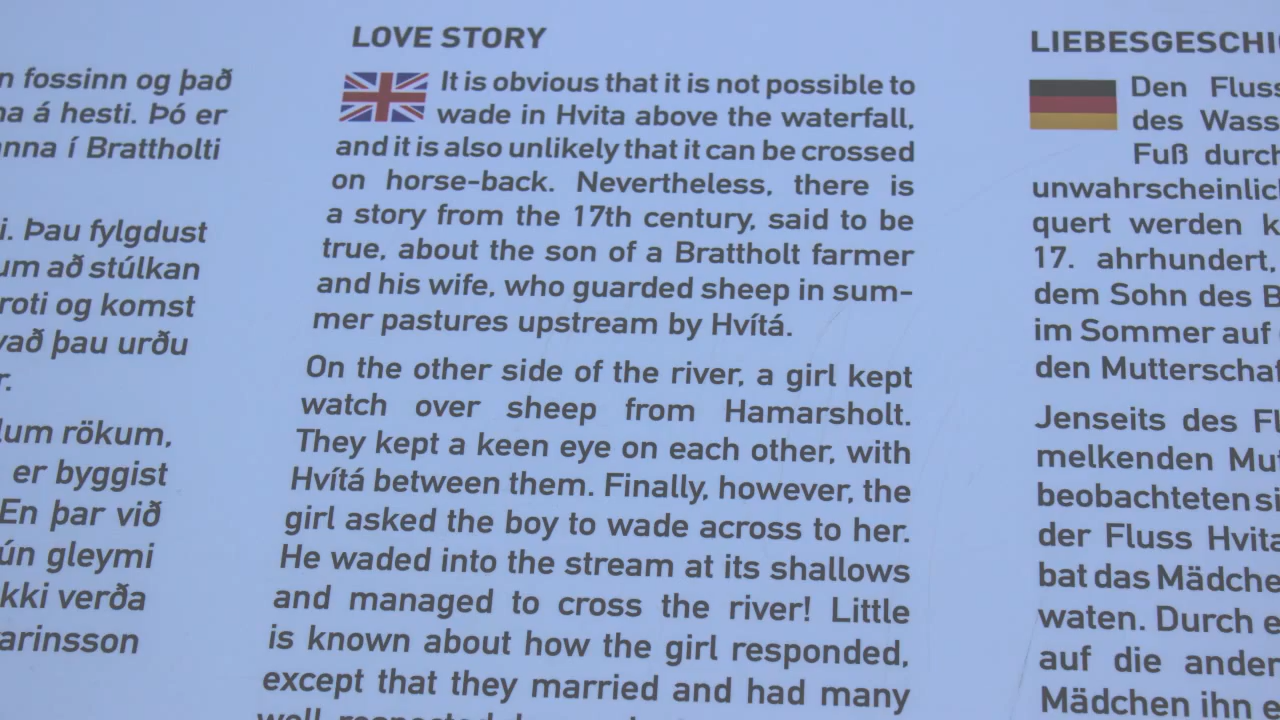 n fossinn og það
na á hesti. Þó er
anna í Brattholti
i. Þau fylgdust
um að stúlkan
roti og komst
vað þau urðu
r.
lum rökum,
er byggist
En þar við
ún gleymi
kki verða
arinsson
LOVE STORY
It is obvious that it is not possible to
wade in Hvita above the waterfall,
and it is also unlikely that it can be crossed
on horse-back. Nevertheless, there is
a story from the 17th century, said to be
true, about the son of a Brattholt farmer
and his wife, who guarded sheep in sum-
mer pastures upstream by Hvítá.
On the other side of the river, a girl kept
watch over sheep from Hamarsholt.
They kept a keen eye on each other, with
Hvítá between them. Finally, however, the
girl asked the boy to wade across to her.
He waded into the stream at its shallows
and managed to cross the river! Little
is known about how the girl responded,
except that they married and had many
well respected
LIEBESGESCHI
Den Fluss
des Wass
Fuß durch
unwahrscheinlich
quert werden k
17. ahrhundert,
dem Sohn des B
im Sommer auf
den Mutterschaf
Jenseits des Fl
melkenden Mut
beobachteten si
der Fluss Hvita
bat das Mädche
waten. Durch e
auf die ander
Mädchen ihn e